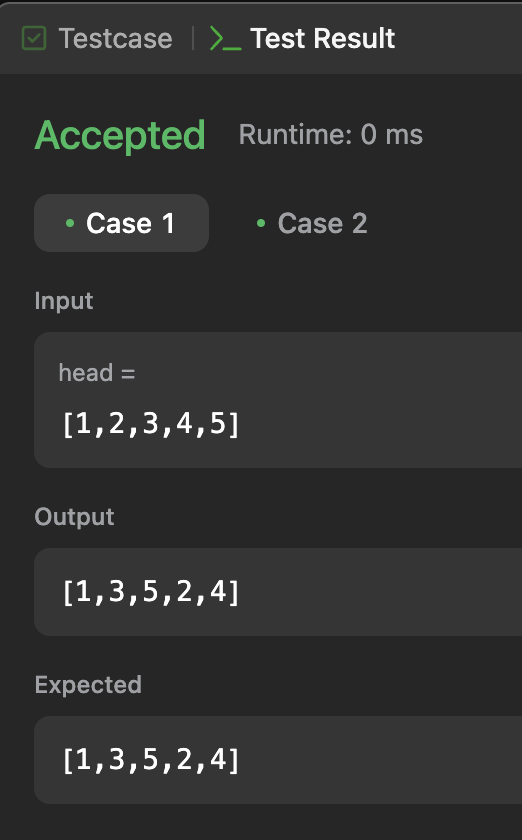 Testcase | Test Result
Accepted Runtime: 0 ms
• Case 1 • Case 2
Input
head =
[1,2,3,4,5]
Output
[1,3,5,2,4]
Expected
[1,3,5,2,4]